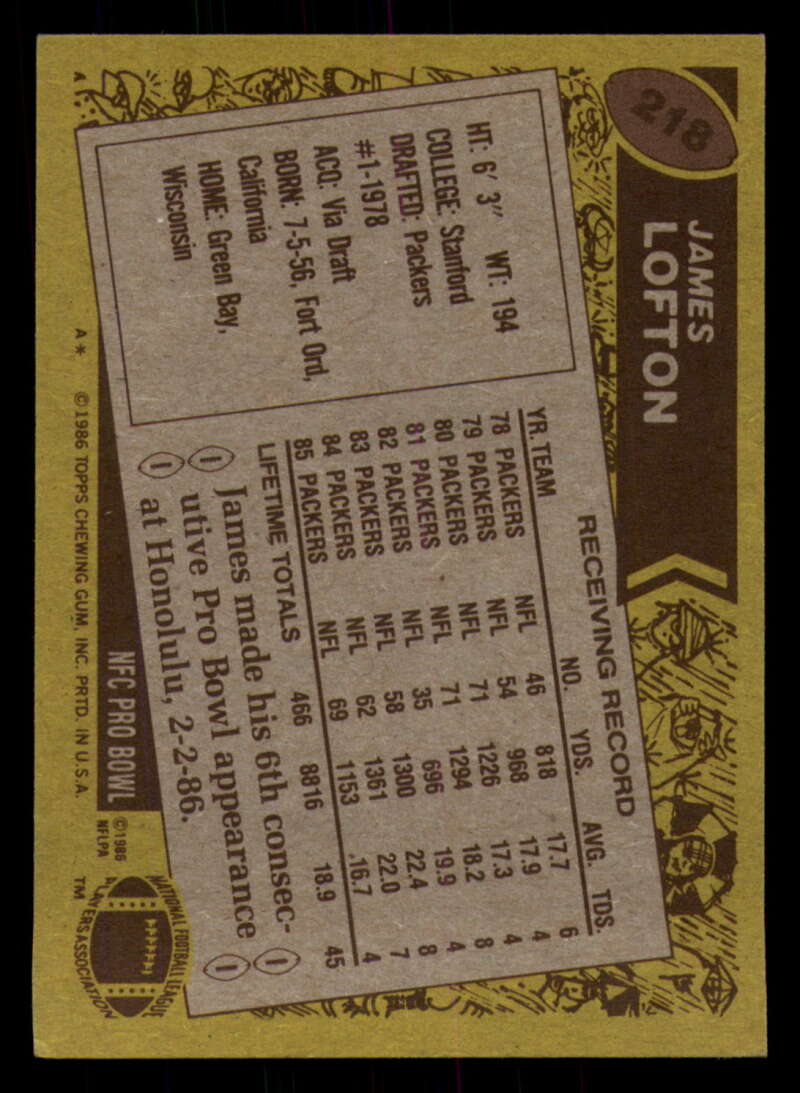 218
JAMES
LOFTON
HT: 6' 3" WT: 194
COLLEGE: Stanford
DRAFTED: Packers
#1-1978
ACQ: Via Draft
BORN: 7-5-56, Fort Ord,
California
HOME: Green Bay,
Wisconsin
RECEIVING RECORD
YR. TEAM NO. YDS. AVG. TDS.
78 PACKERS NFL 46 818 17.7 6
79 PACKERS NFL 54 968 17.9 4
80 PACKERS NFL 71 1226 17.3 4
81 PACKERS NFL 71 1294 18.2 8
82 PACKERS NFL 35 696 19.9 4
83 PACKERS NFL 58 1300 22.4 8
84 PACKERS NFL 62 1361 22.0 7
85 PACKERS NFL 69 1153 16.7 4
LIFETIME TOTALS 466 8816 18.9 45
James made his 6th consec-
utive Pro Bowl appearance
at Honolulu, 2-2-86.
NFC PRO BOWL
©1986
NFLPA
NATIONAL FOOTBALL LEAGUE
PLAYERS ASSOCIATION
TM
A
A* ©1986 TOPPS CHEWING GUM, INC. PRTD. IN U.S.A.